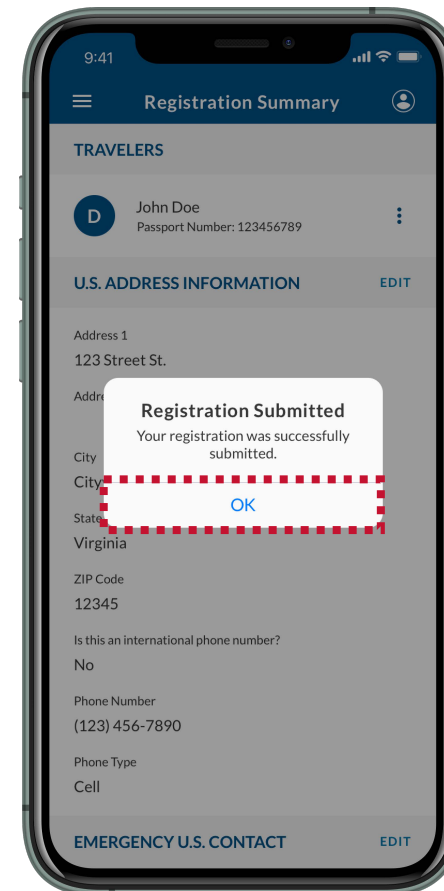 9:41
Registration Summary
TRAVELERS
D
John Doe
Passport Number: 123456789
U.S. ADDRESS INFORMATION
EDIT
Address 1
123 Street St.
Registration Submitted
Your registration was successfully
submitted.
OK
City
City
State
Virginia
ZIP Code
12345
Is this an international phone number?
No
Phone Number
(123) 456-7890
Phone Type
Cell
EMERGENCY U.S. CONTACT
EDIT